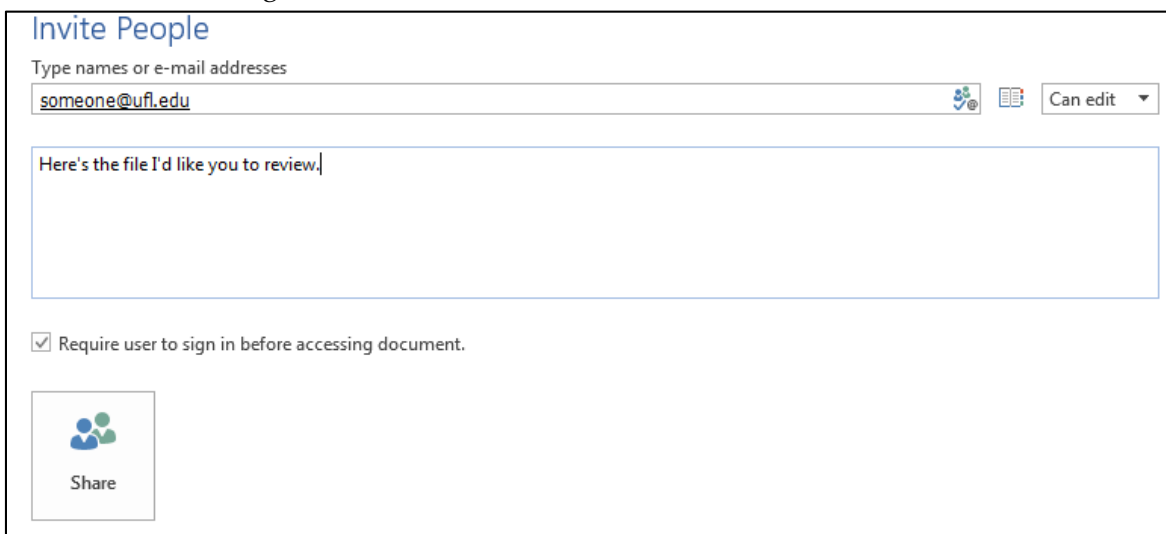 Invite People
Type names or e-mail addresses
someone@ufl.edu Can edit
Here's the file I'd like you to review.
Require user to sign in before accessing document.
Share